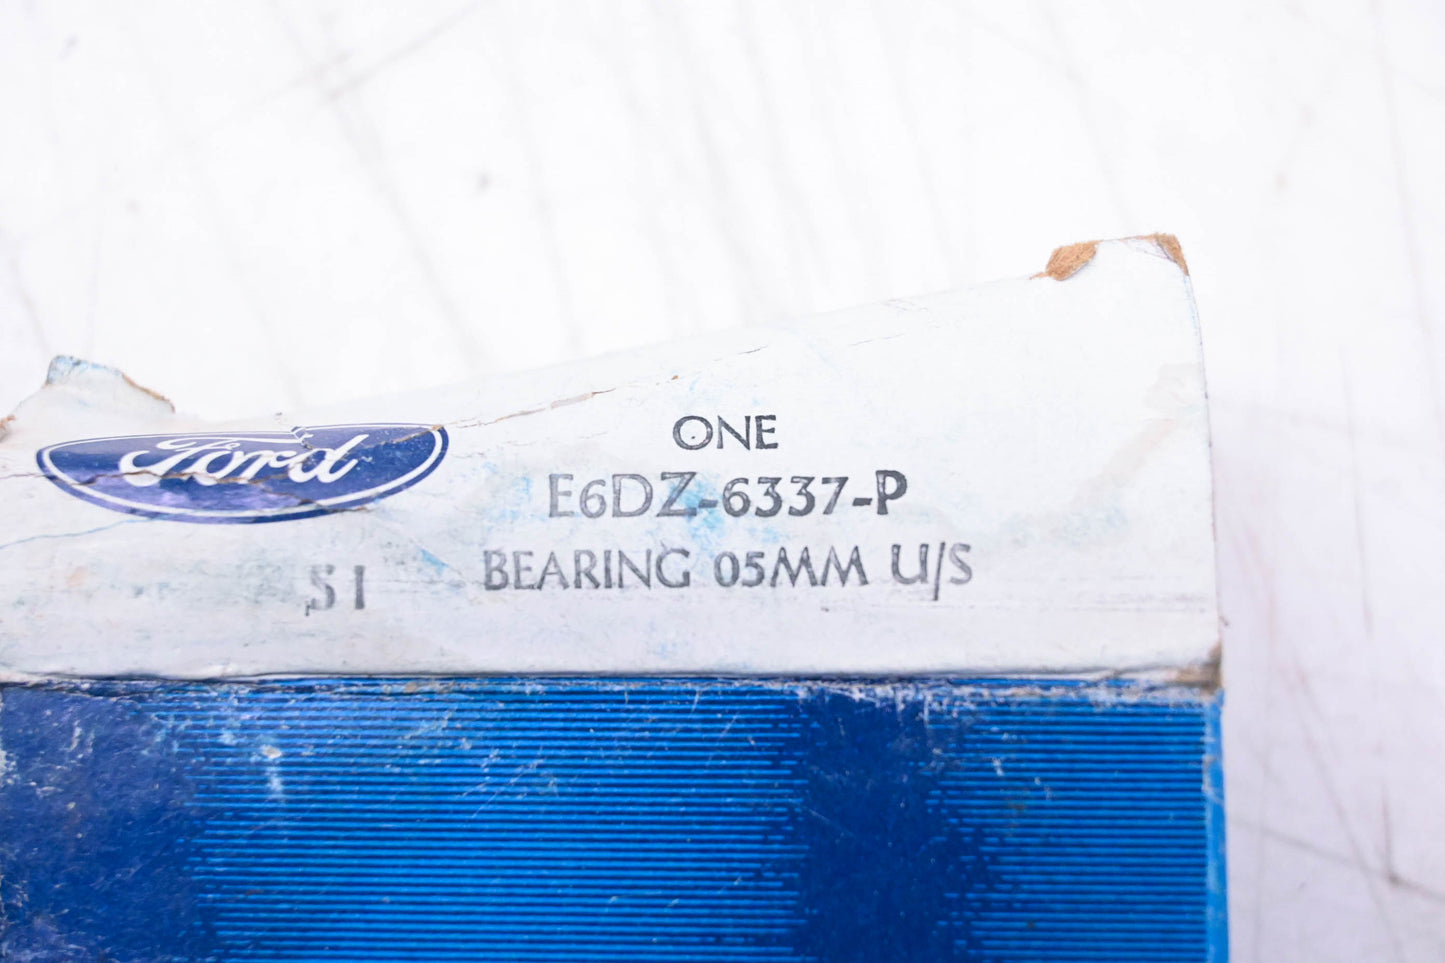 Ford
ONE
E6DZ-6337-P
BEARING 05MM U/S
S1